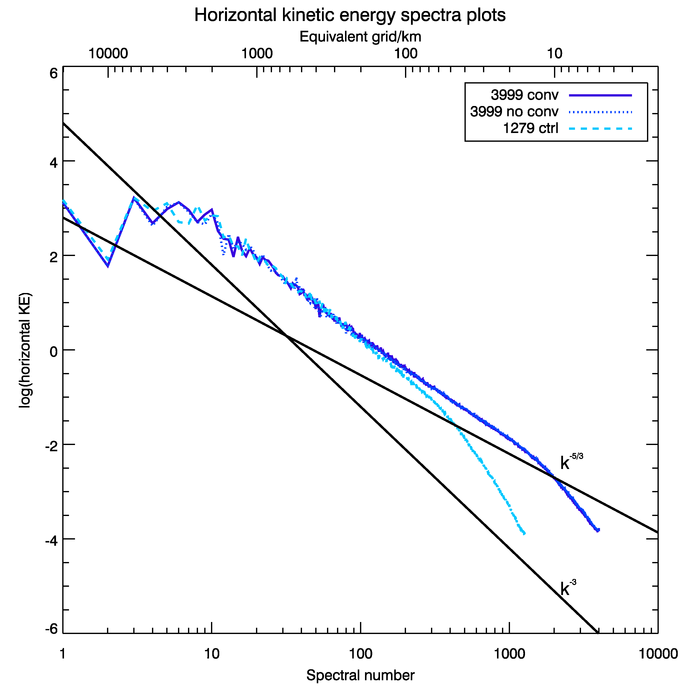 Horizontal kinetic energy spectra plots
Equivalent grid/km
10000 1000 100 10
6
3999 conv
3999 no conv
1279 ctrl
4
2
log(horizontal KE)
0
-2
k-5/3
-4
k-3
-6
1 10 100 1000 10000
Spectral number